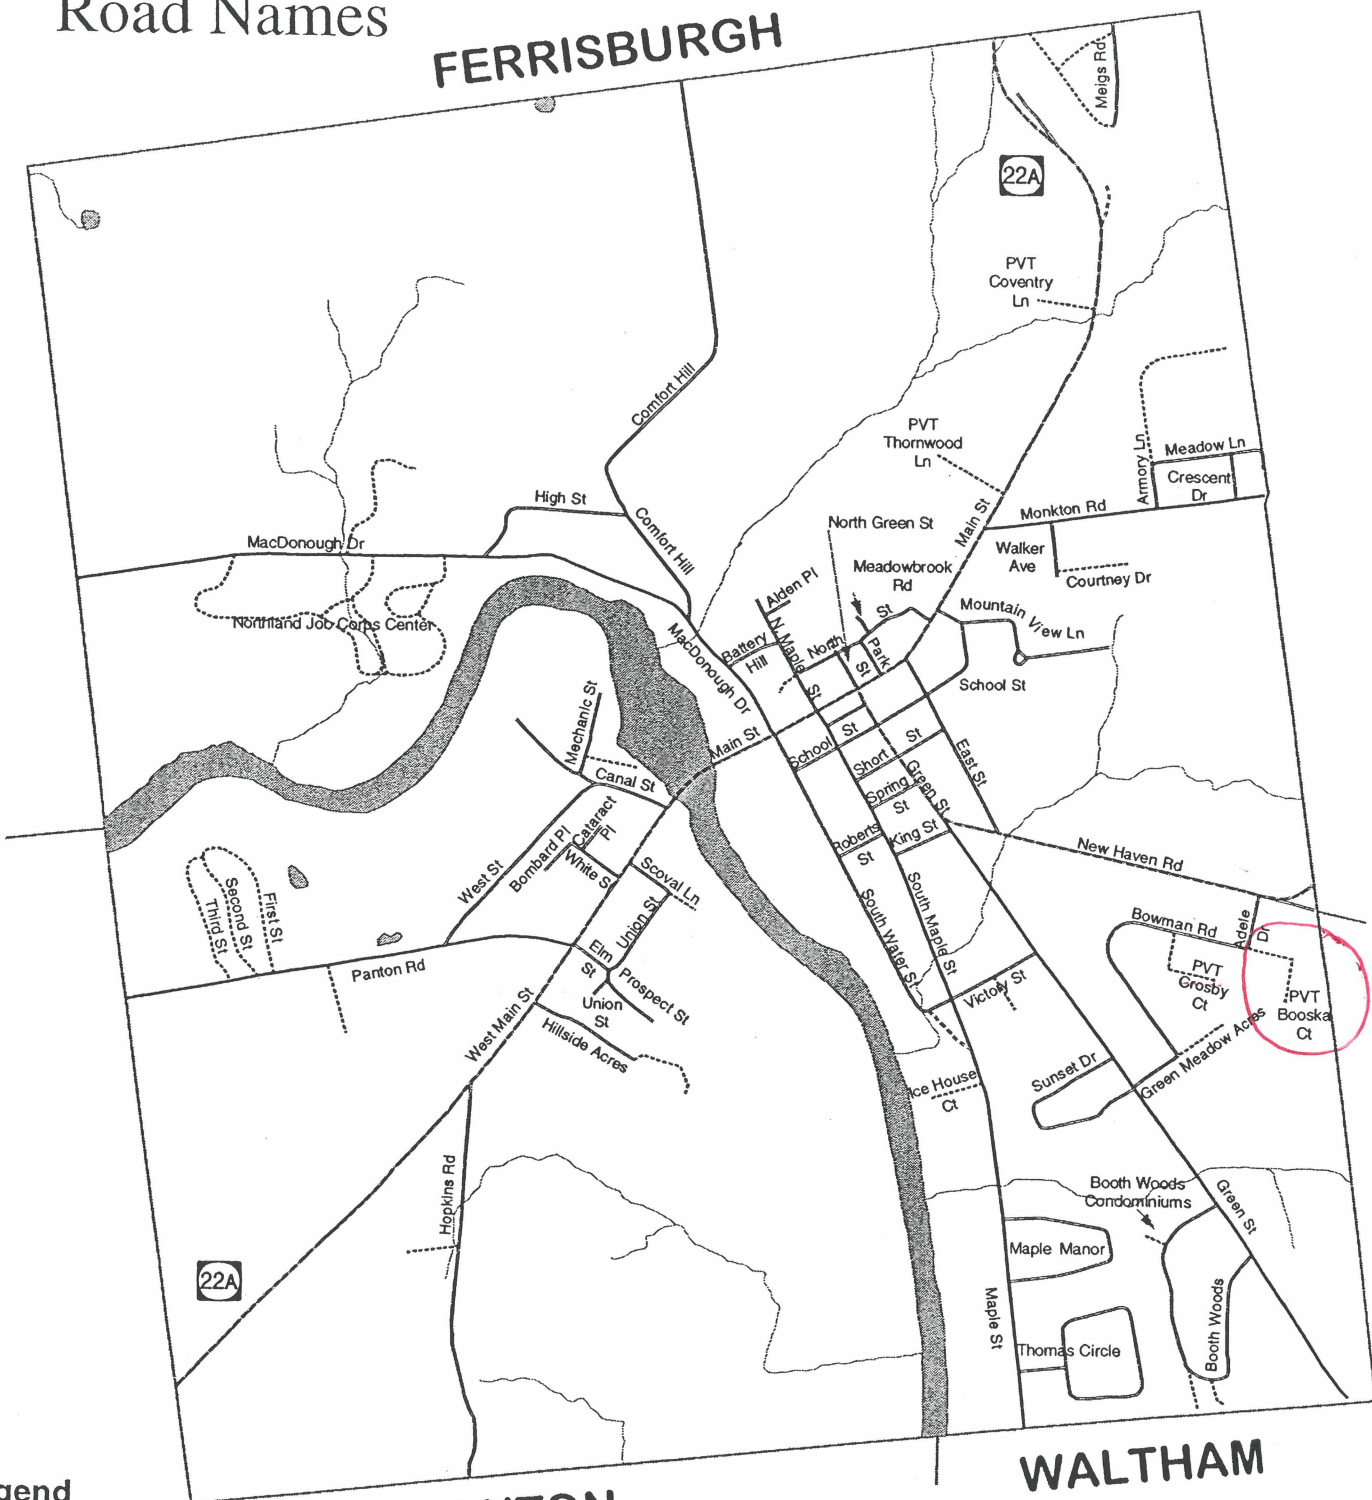 Road Names
FERRISBURGH
Meigs Rd
22A
PVT
Coventry
Ln
Comfort Hill
PVT
Thornwood
Ln
Armory Ln
Meadow Ln
Crescent
Dr
High St
Main St
Monkton Rd
North Green St
Comfort Hill
MacDonough Dr
Walker
Ave
Courtney Dr
Meadowbrook
Rd
Alden Pl
Mountain View Ln
Northland Job Corps Center
N. Maple St
North St
Park St
Battery
Hill
MacDonough Dr
School St
Mechanic St
Main St
School St
East St
Short St
Canal St
Spring
St
Green St
Cataract
Pl
Roberts
St
King St
Bombard Pl
White St
New Haven Rd
West St
Scoval Ln
First St
Second St
Third St
Union St
South Water St
South Maple St
Bowman Rd
Adele
Dr
Panton Rd
Elm
St
Prospect St
PVT
Crosby
Ct
Victory St
PVT
Booska
Ct
Union
St
West Main St
Hillside Acres
Green Meadow Acres
Sunset Dr
Ice House
Ct
Hopkins Rd
Booth Woods
Condominiums
Green St
Maple Manor
22A
Maple St
Booth Woods
Thomas Circle
WALTHAM